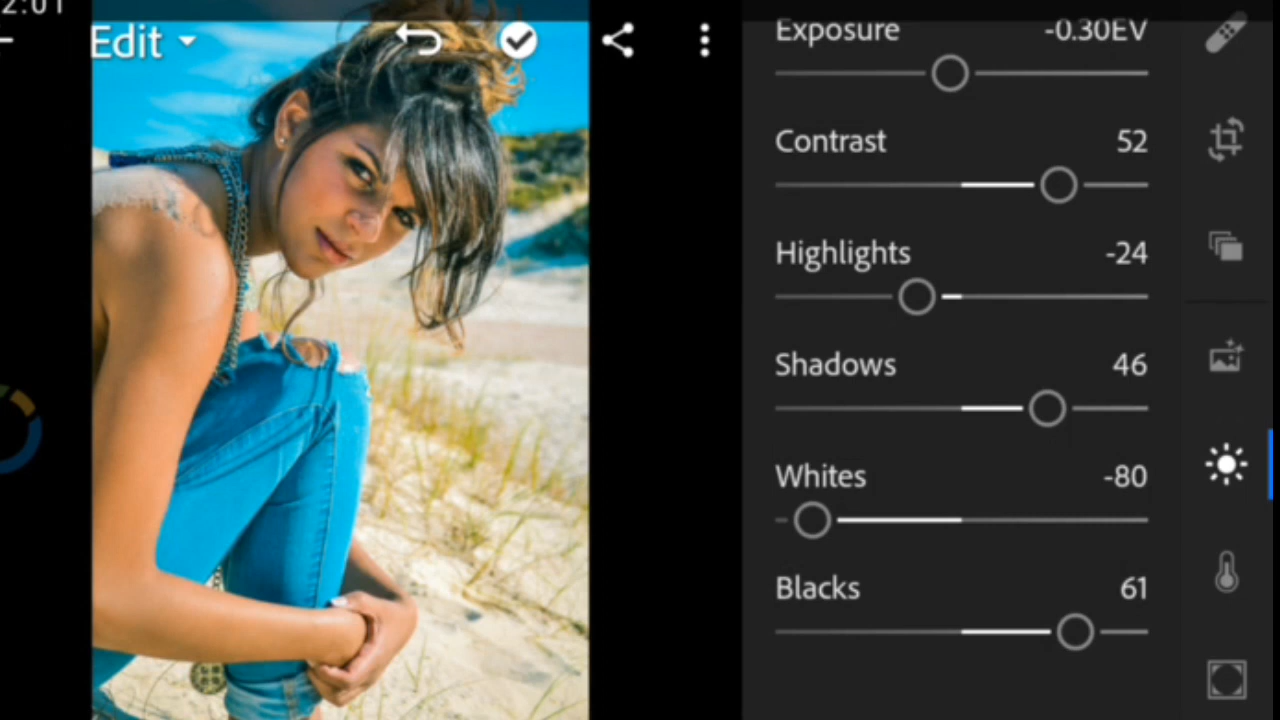 2:01
Edit
Exposure -0.30EV
Contrast 52
Highlights -24
Shadows 46
Whites -80
Blacks 61